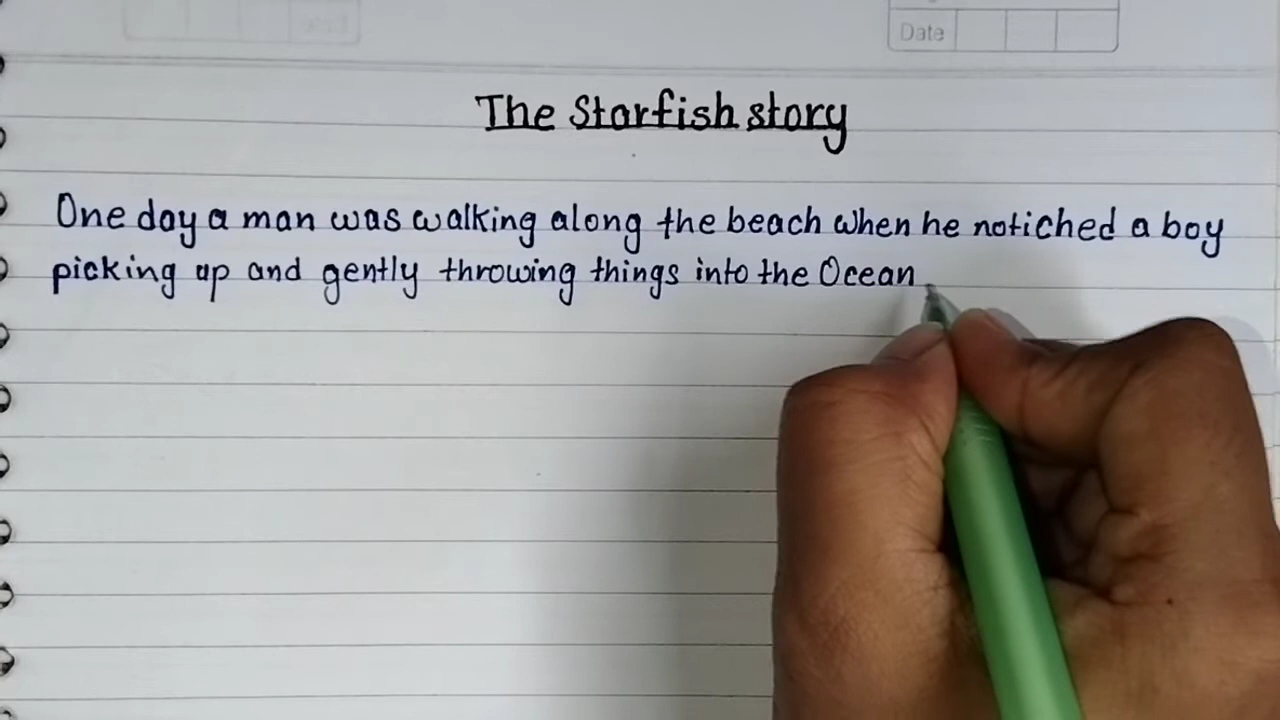 Date
The Starfish story
One day a man was walking along the beach when he notiched a boy
picking up and gently throwing things into the Ocean.